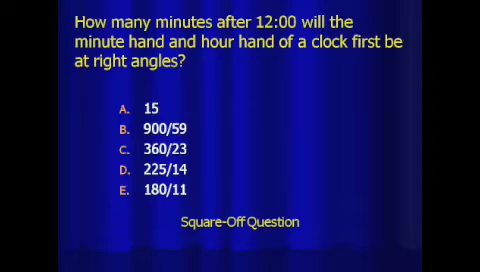 How many minutes after 12:00 will the
minute hand and hour hand of a clock first be
at right angles?
A. 15
B. 900/59
C. 360/23
D. 225/14
E. 180/11
Square-Off Question